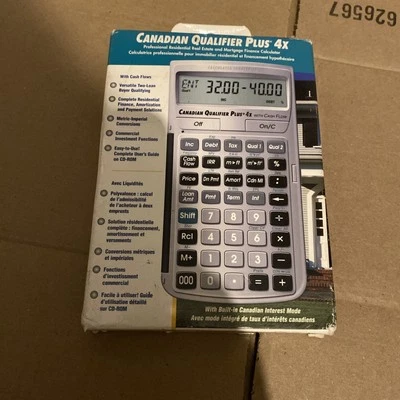 626567
CANADIAN QUALIFIER PLUS® 4X
Professional Residential Real Estate and Mortgage Finance Calculator
Calculatrice professionnelle pour immobilier résidentiel et financement hypothécaire
With Cash Flows
Versatile Two-Loan
Buyer Qualifying
Complete Residential
Finance, Amortization
and Payment Solutions
Metric-Imperial
Conversions
Commercial
Investment Functions
Easy-to-Use!
Complete User's Guide
on CD-ROM
Avec Liquidités
Polyvalence : calcul
de l'admissibilité
de l'acheteur à deux
emprunts
Solution résidentielle
complète : financement,
amortissement et
versements
Conversions métriques
et impériales
Fonctions
d'investissement
commercial
Facile à utiliser! Guide
d'utilisation détaillé
sur CD-ROM
ENT 32.00-40.00
CANADIAN QUALIFIER PLUS® 4X WITH CASH FLOW
Off On/C
Inc Debt Tax Qual 1 Qual 2
Cash Flow IRR
Price Dn Pmt Amort Cdn Mt :
Loan Amt Pmt Term Int ←
Shift 7 8 9 ÷
Rcl 4 5 6 ×
M+ 1 2 3 −
000 0 • = +
With Built-in Canadian Interest Mode
Avec mode intégré de taux d'intérêts canadiens